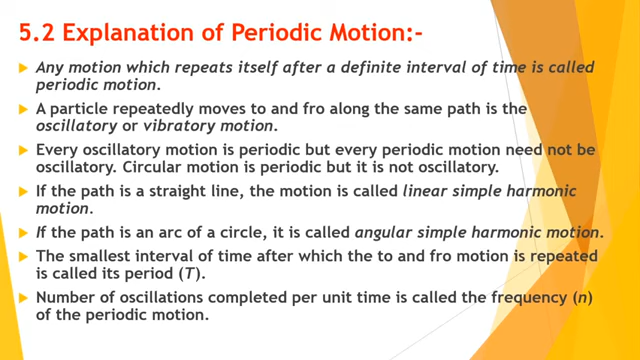 5.2 Explanation of Periodic Motion:-
Any motion which repeats itself after a definite interval of time is called
periodic motion.
A particle repeatedly moves to and fro along the same path is the
oscillatory or vibratory motion.
Every oscillatory motion is periodic but every periodic motion need not be
oscillatory. Circular motion is periodic but it is not oscillatory.
If the path is a straight line, the motion is called linear simple harmonic
motion.
If the path is an arc of a circle, it is called angular simple harmonic motion.
The smallest interval of time after which the to and fro motion is repeated
is called its period (T).
Number of oscillations completed per unit time is called the frequency (n)
of the periodic motion.